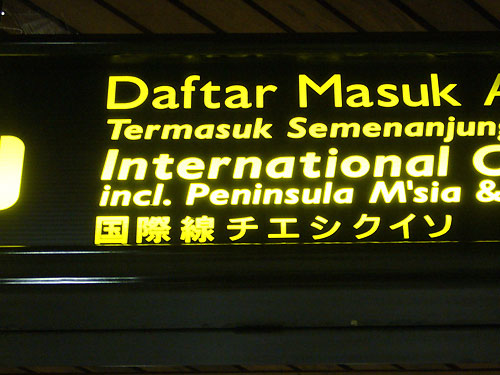 Daftar Masuk A
Termasuk Semenanjung
International C
incl. Peninsula M'sia &
国際線チエシクイソ